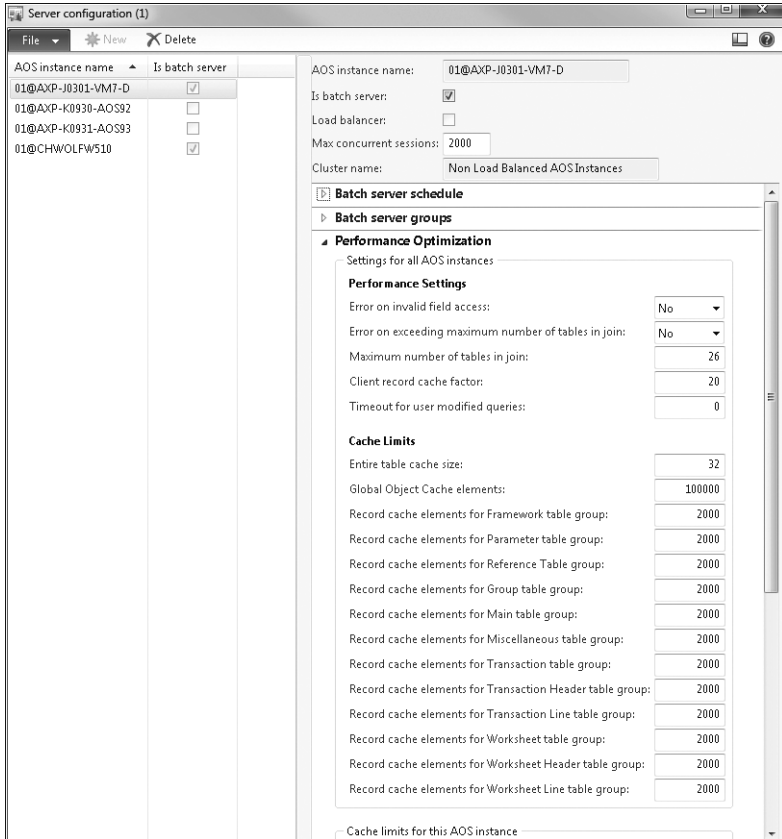 Server configuration (1)
File New Delete
AOS instance name Is batch server
01@AXP-J0301-VM7-D
01@AXP-K0930-AOS92
01@AXP-K0931-AOS93
01@CHWOLFW510
AOS instance name: 01@AXP-J0301-VM7-D
Is batch server:
Load balancer:
Max concurrent sessions: 2000
Cluster name: Non Load Balanced AOS Instances
Batch server schedule
Batch server groups
Performance Optimization
Settings for all AOS instances
Performance Settings
Error on invalid field access: No
Error on exceeding maximum number of tables in join: No
Maximum number of tables in join: 26
Client record cache factor: 20
Timeout for user modified queries: 0
Cache Limits
Entire table cache size: 32
Global Object Cache elements: 100000
Record cache elements for Framework table group: 2000
Record cache elements for Parameter table group: 2000
Record cache elements for Reference Table group: 2000
Record cache elements for Group table group: 2000
Record cache elements for Main table group: 2000
Record cache elements for Miscellaneous table group: 2000
Record cache elements for Transaction table group: 2000
Record cache elements for Transaction Header table group: 2000
Record cache elements for Transaction Line table group: 2000
Record cache elements for Worksheet table group: 2000
Record cache elements for Worksheet Header table group: 2000
Record cache elements for Worksheet Line table group: 2000
Cache limits for this AOS instance